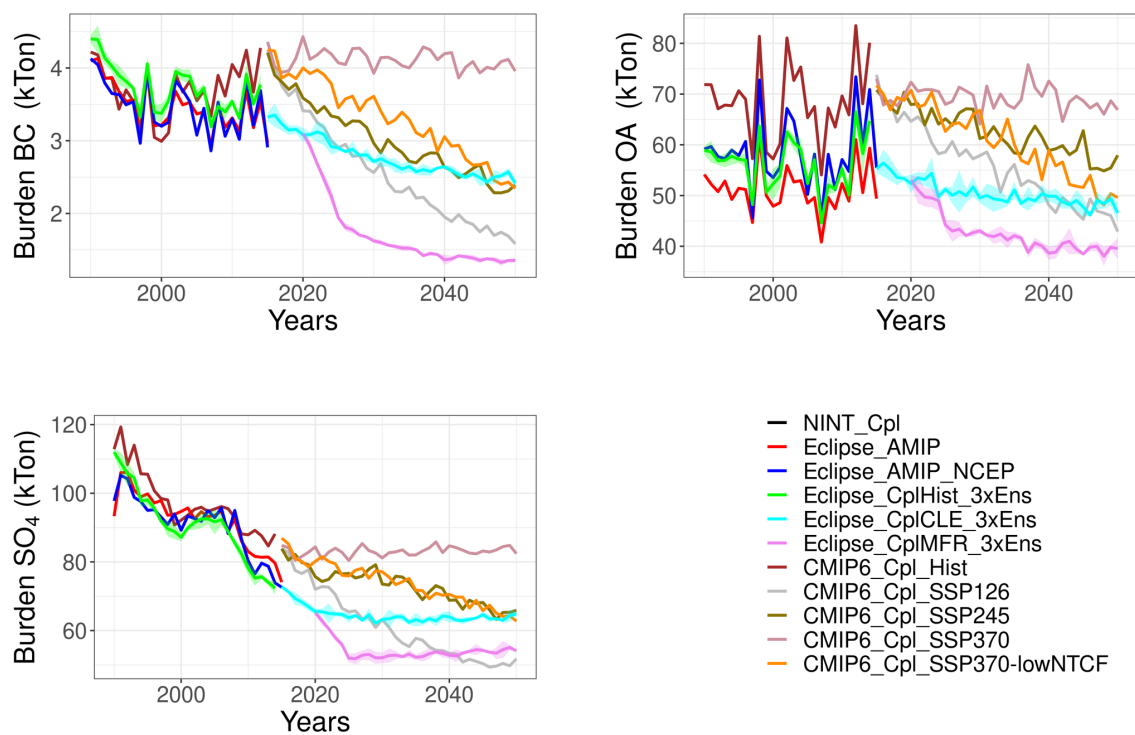 Burden BC (kTon)
4
3
2
2000
2020
2040
Years
Burden OA (kTon)
80
70
60
50
40
2000
2020
2040
Years
Burden SO₄ (kTon)
120
100
80
60
2000
2020
2040
Years
NINT_Cpl
Eclipse_AMIP
Eclipse_AMIP_NCEP
Eclipse_CplHist_3xEns
Eclipse_CplCLE_3xEns
Eclipse_CplMFR_3xEns
CMIP6_Cpl_Hist
CMIP6_Cpl_SSP126
CMIP6_Cpl_SSP245
CMIP6_Cpl_SSP370
CMIP6_Cpl_SSP370-lowNTCF